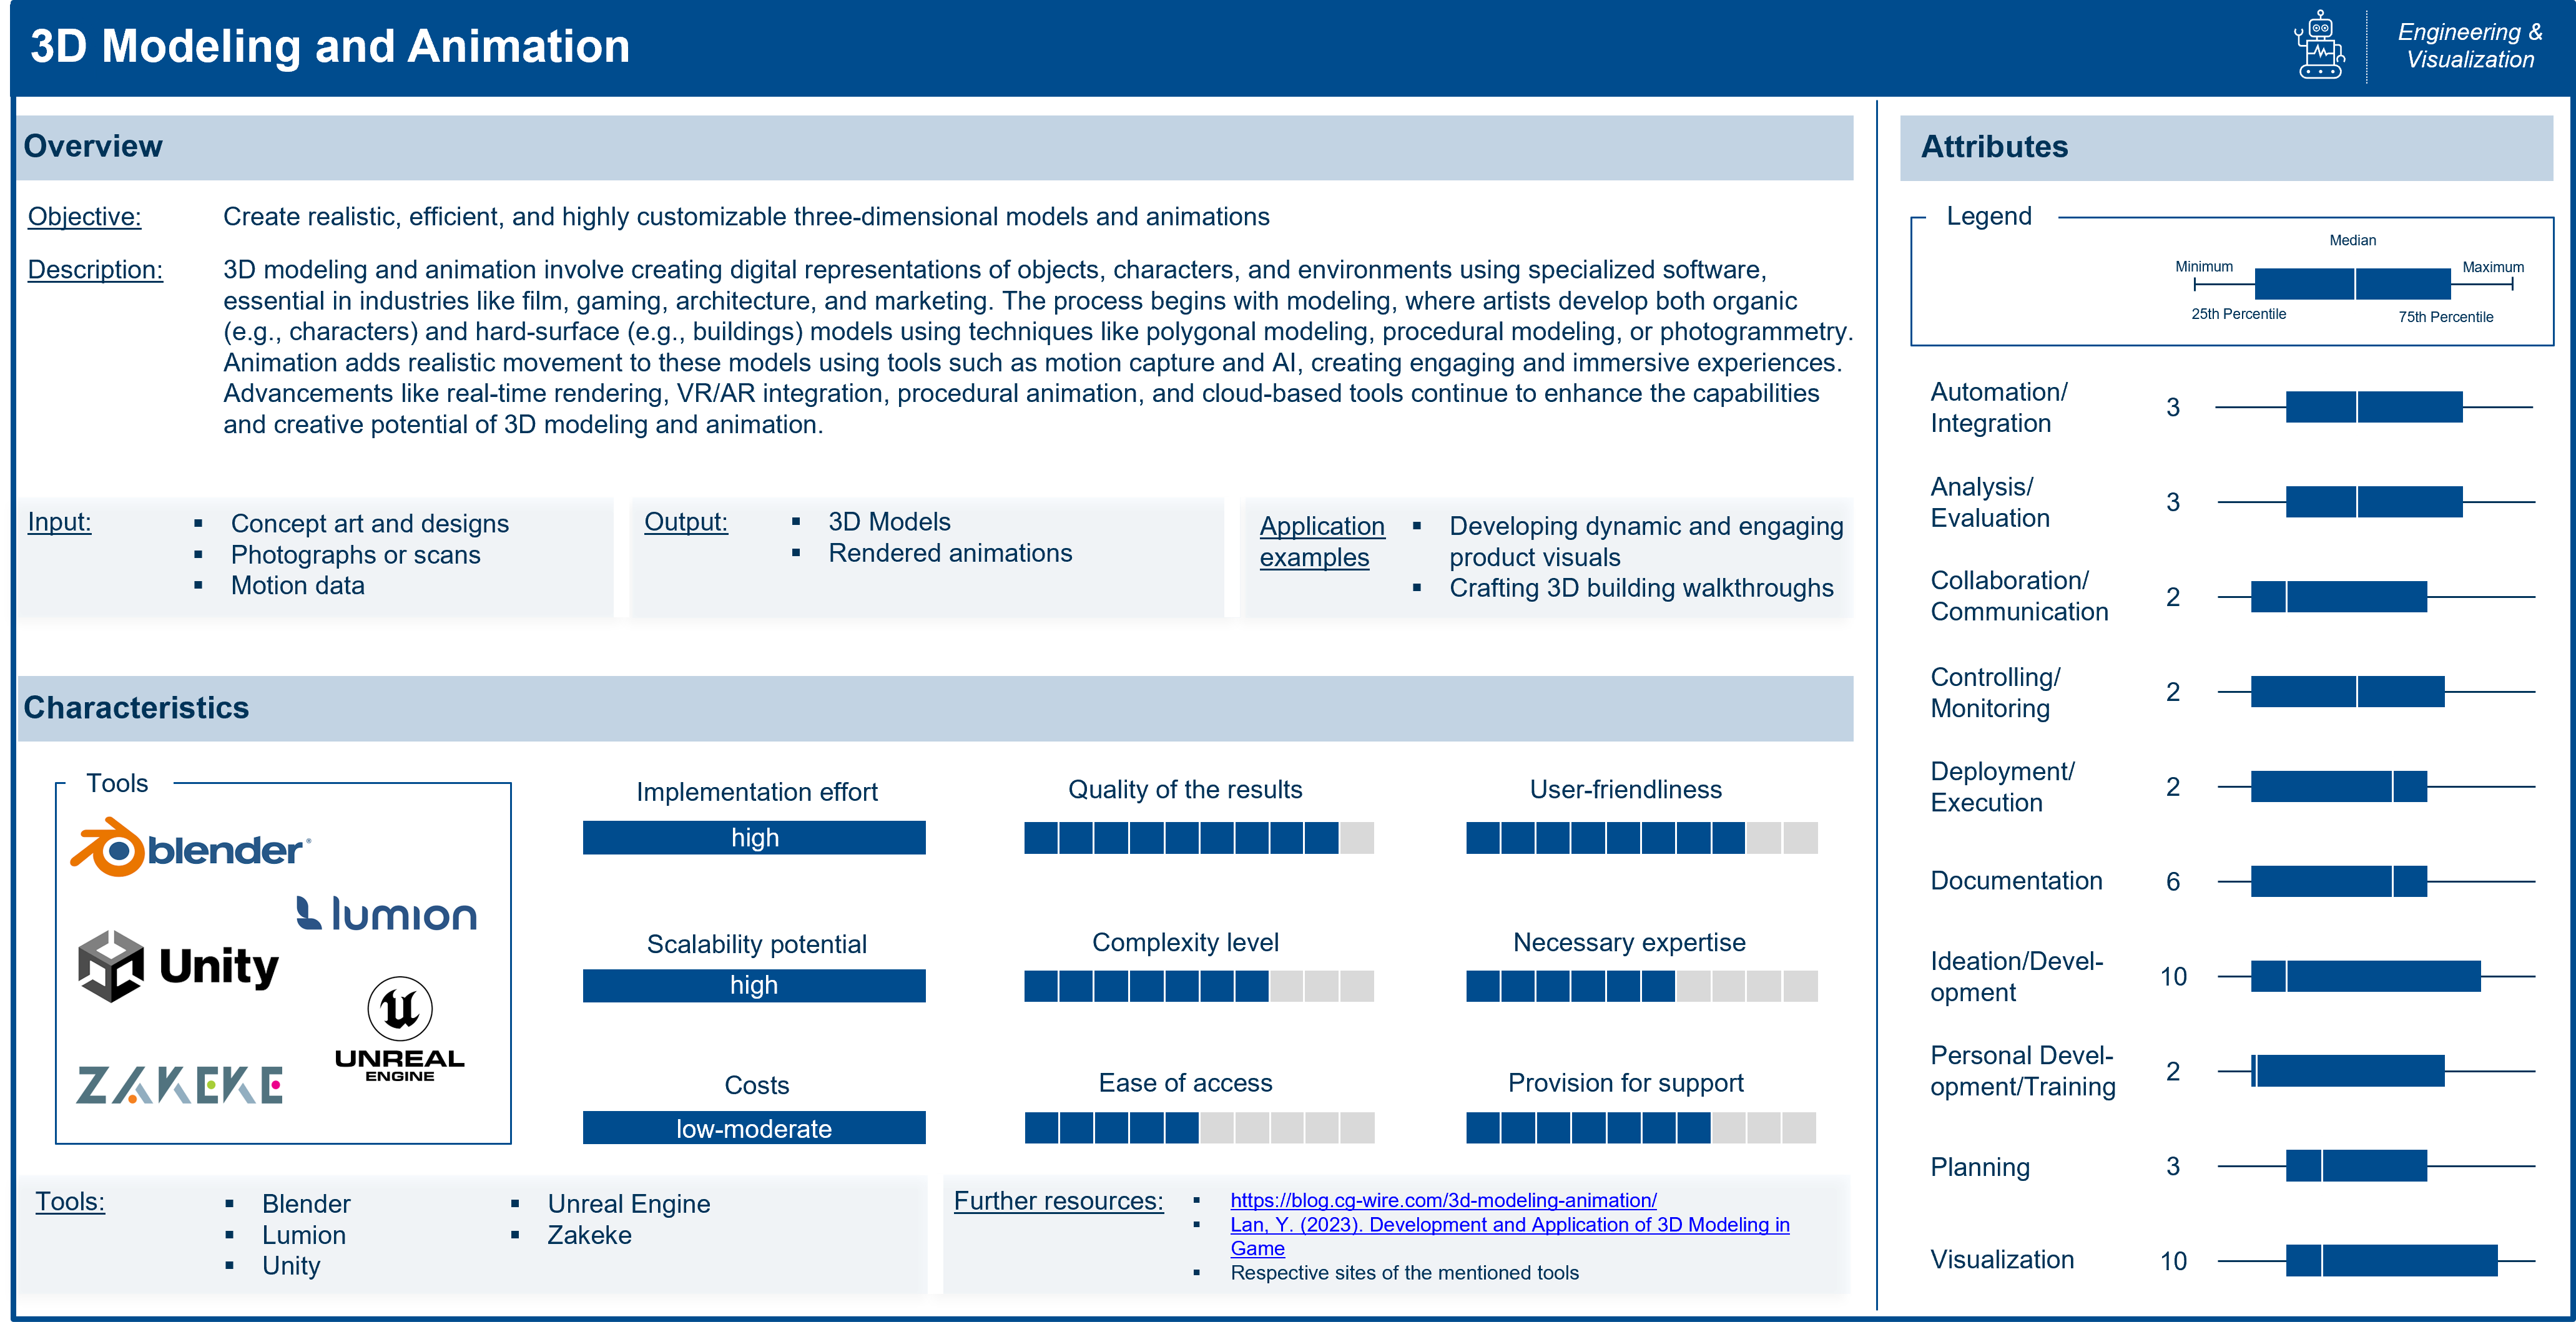 3D Modeling and Animation
Engineering &
Visualization
Overview
Objective: Create realistic, efficient, and highly customizable three-dimensional models and animations
Description: 3D modeling and animation involve creating digital representations of objects, characters, and environments using specialized software,
essential in industries like film, gaming, architecture, and marketing. The process begins with modeling, where artists develop both organic
(e.g., characters) and hard-surface (e.g., buildings) models using techniques like polygonal modeling, procedural modeling, or photogrammetry.
Animation adds realistic movement to these models using tools such as motion capture and AI, creating engaging and immersive experiences.
Advancements like real-time rendering, VR/AR integration, procedural animation, and cloud-based tools continue to enhance the capabilities
and creative potential of 3D modeling and animation.
Input:
▪ Concept art and designs
▪ Photographs or scans
▪ Motion data
Output:
▪ 3D Models
▪ Rendered animations
Application
examples
▪ Developing dynamic and engaging
product visuals
▪ Crafting 3D building walkthroughs
Characteristics
Tools
blender®
lumion
Unity
UNREAL
ENGINE
ZAKEKE
Implementation effort
high
Quality of the results
User-friendliness
Scalability potential
high
Complexity level
Necessary expertise
Costs
low-moderate
Ease of access
Provision for support
Tools:
▪ Blender
▪ Lumion
▪ Unity
▪ Unreal Engine
▪ Zakeke
Further resources:
▪ https://blog.cg-wire.com/3d-modeling-animation/
▪ Lan, Y. (2023). Development and Application of 3D Modeling in
Game
▪ Respective sites of the mentioned tools
Attributes
Legend
Median
Minimum
Maximum
25th Percentile
75th Percentile
Automation/
Integration
3
Analysis/
Evaluation
3
Collaboration/
Communication
2
Controlling/
Monitoring
2
Deployment/
Execution
2
Documentation 6
Ideation/Devel-
opment
10
Personal Devel-
opment/Training
2
Planning 3
Visualization 10